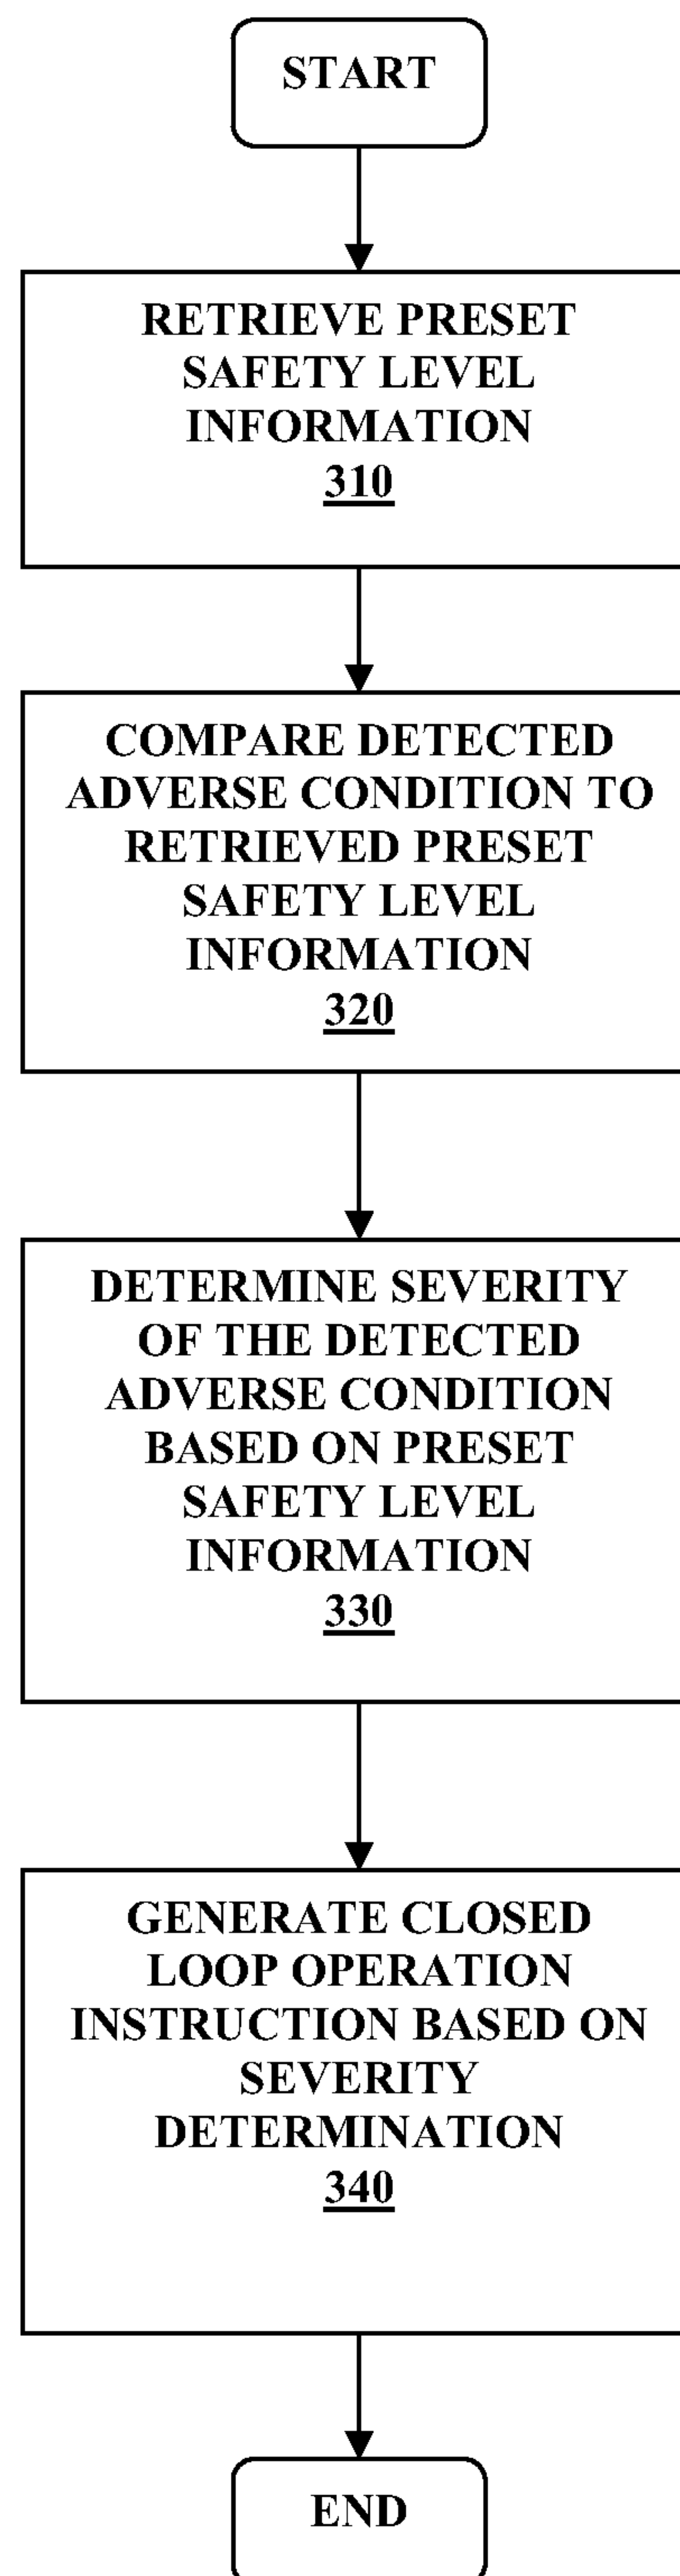 START
RETRIEVE PRESET
SAFETY LEVEL
INFORMATION
310
COMPARE DETECTED
ADVERSE CONDITION TO
RETRIEVED PRESET
SAFETY LEVEL
INFORMATION
320
DETERMINE SEVERITY
OF THE DETECTED
ADVERSE CONDITION
BASED ON PRESET
SAFETY LEVEL
INFORMATION
330
GENERATE CLOSED
LOOP OPERATION
INSTRUCTION BASED ON
SEVERITY
DETERMINATION
340
END